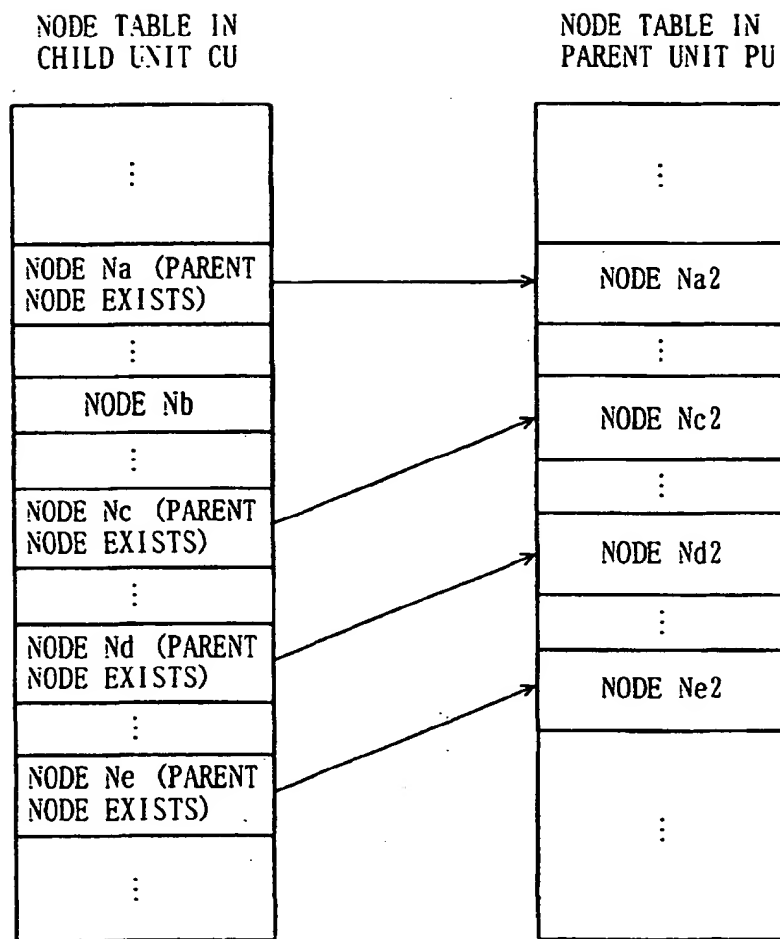 NODE TABLE IN
CHILD UNIT CU
⋮
NODE Na (PARENT
NODE EXISTS)
⋮
NODE Nb
⋮
NODE Nc (PARENT
NODE EXISTS)
⋮
NODE Nd (PARENT
NODE EXISTS)
⋮
NODE Ne (PARENT
NODE EXISTS)
⋮
NODE TABLE IN
PARENT UNIT PU
⋮
NODE Na2
⋮
NODE Nc2
⋮
NODE Nd2
⋮
NODE Ne2
⋮